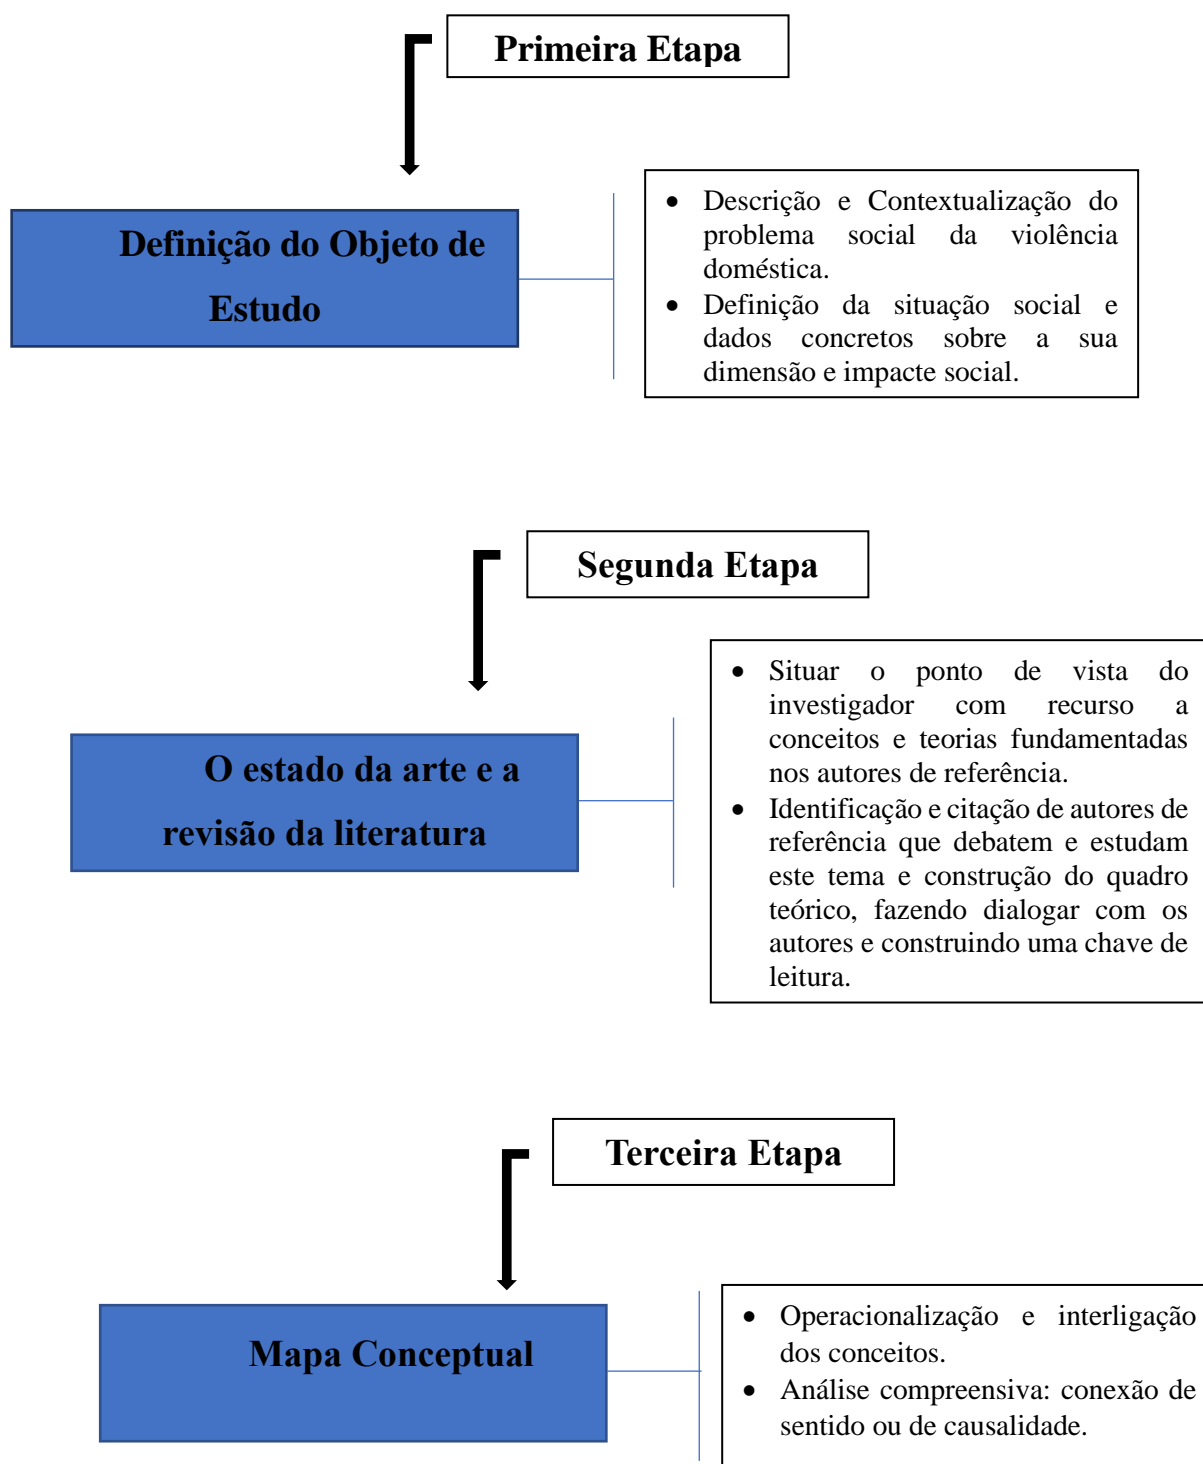 Primeira Etapa
Definição do Objeto de
Estudo
• Descrição e Contextualização do
problema social da violência
doméstica.
• Definição da situação social e
dados concretos sobre a sua
dimensão e impacte social.
Segunda Etapa
O estado da arte e a
revisão da literatura
• Situar o ponto de vista do
investigador com recurso a
conceitos e teorias fundamentadas
nos autores de referência.
• Identificação e citação de autores de
referência que debatem e estudam
este tema e construção do quadro
teórico, fazendo dialogar com os
autores e construindo uma chave de
leitura.
Terceira Etapa
Mapa Conceptual
• Operacionalização e interligação
dos conceitos.
• Análise compreensiva: conexão de
sentido ou de causalidade.